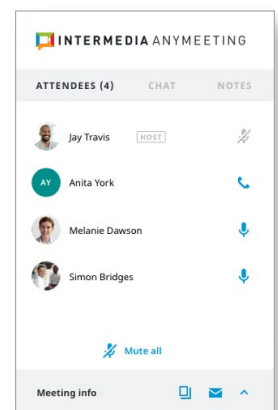 INTERMEDIA ANYMEETING
ATTENDEES (4) CHAT NOTES
Jay Travis HOST
AY Anita York
Melanie Dawson
Simon Bridges
Mute all
Meeting info